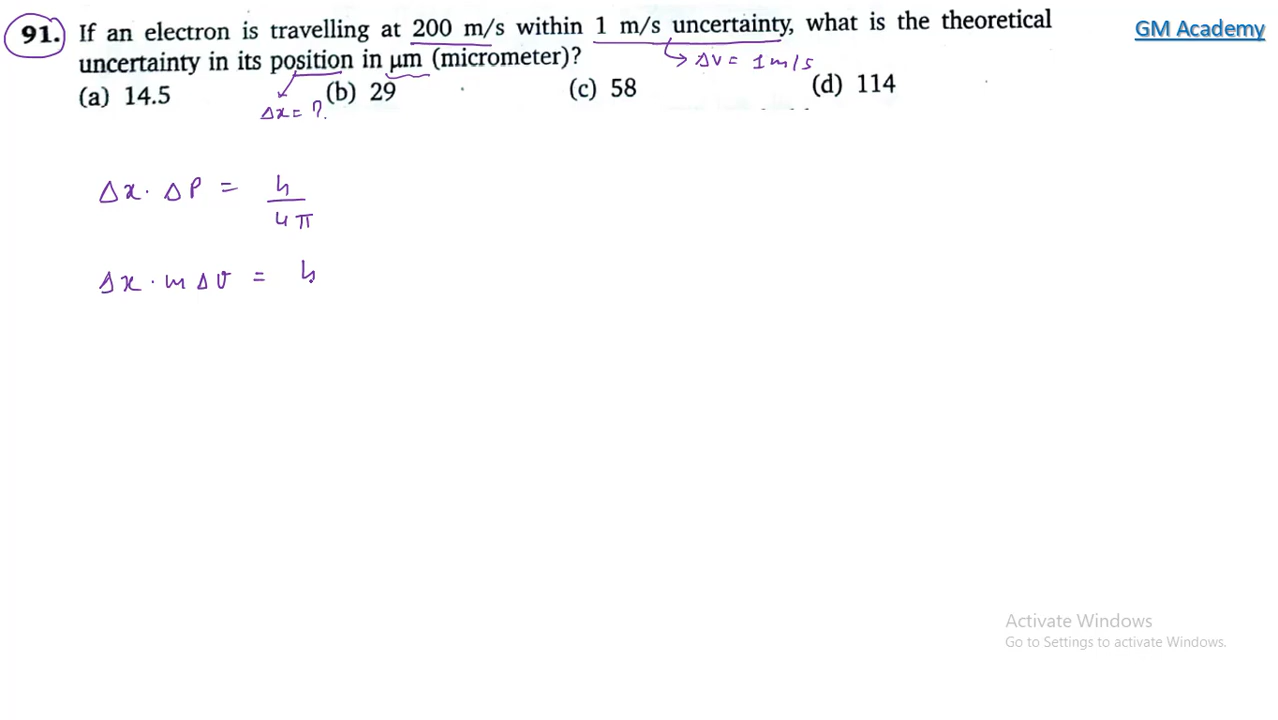 91. If an electron is travelling at 200 m/s within 1 m/s uncertainty, what is the theoretical
GM Academy
uncertainty in its position in μm (micrometer)?
→ Δv = 1 m/s
(a) 14.5 (b) 29 (c) 58 (d) 114
Δx = ?
Δx · ΔP = h / 4π
Δx · m Δv = h
Activate Windows
Go to Settings to activate Windows.